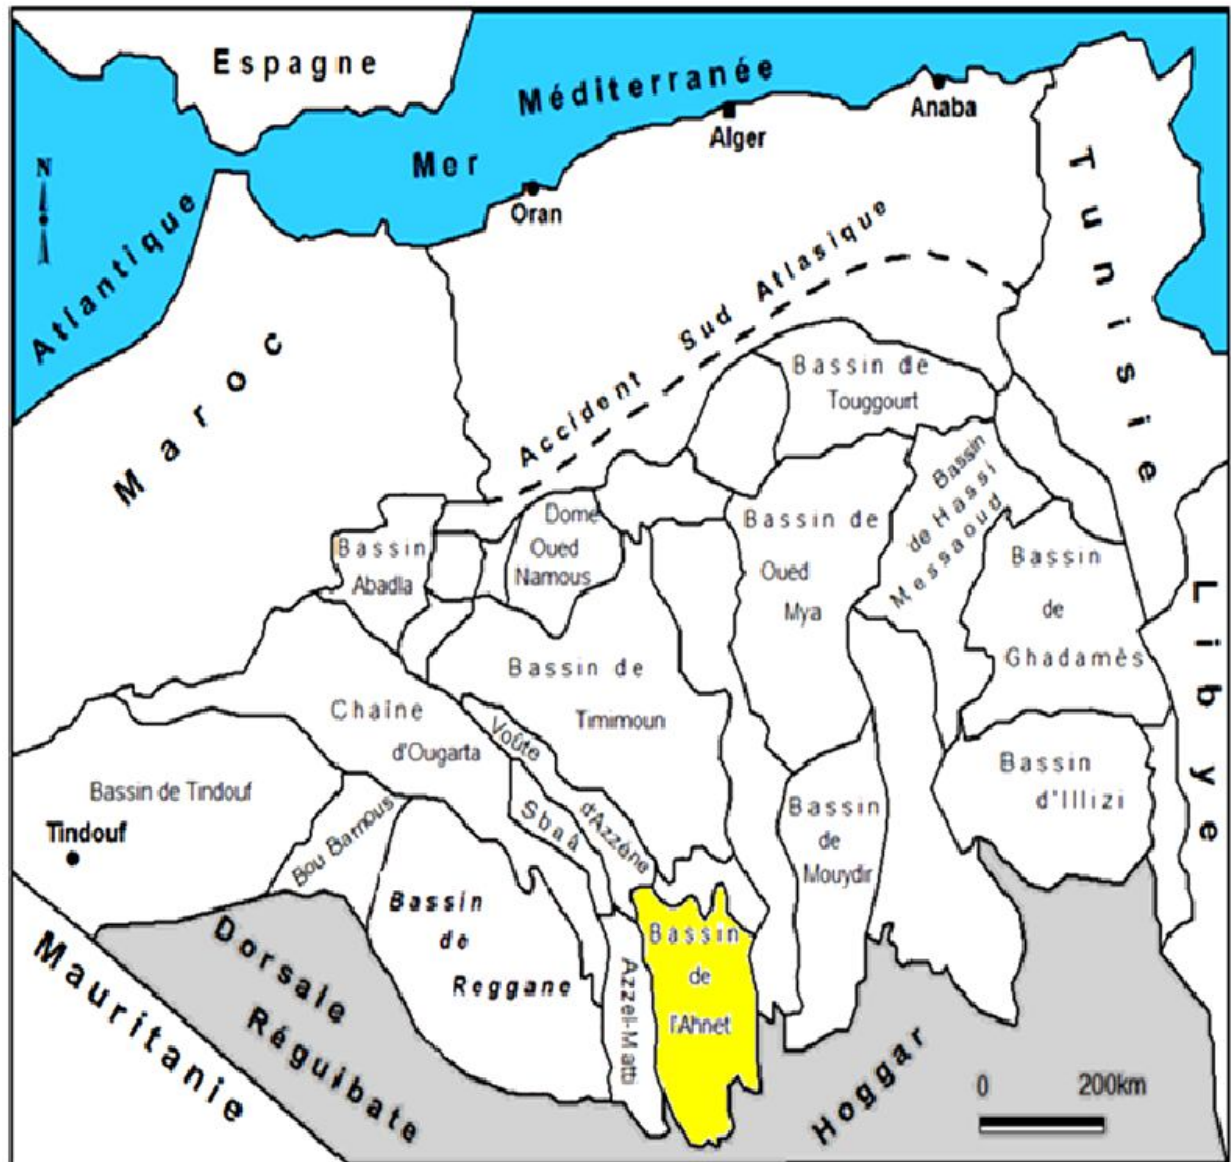 Espagne
Mer Méditerranée
Anaba
Alger
Oran
N
Atlantique
Tunisie
Maroc
Accident Sud Atlasique
Bassin de
Touggourt
Bassin
de Hassi
Messaoud
Dome
Oued
Namous
Bassin de
Oued
Mya
Bassin
Abadla
Bassin
de
Ghadamès
Libye
Bassin de
Timimoun
Chaîne
d'Ougarta
Voûte
d'Azzène
Sbaâ
Bassin
d'Illizi
Bassin de Tindouf
Tindouf
Bou Barnous
Bassin
de
Mouydir
Bassin
de
Reggane
Bassin
de
l'Ahnet
Azzel-Matti
Dorsale
Réguibate
Mauritanie
Hoggar
0 200km